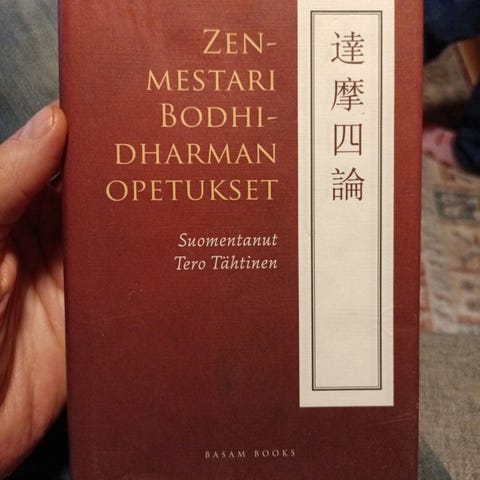 ZEN-
MESTARI
BODHI-
DHARMAN
OPETUKSET
Suomentanut
Tero Tähtinen
達摩四論
BASAM BOOKS